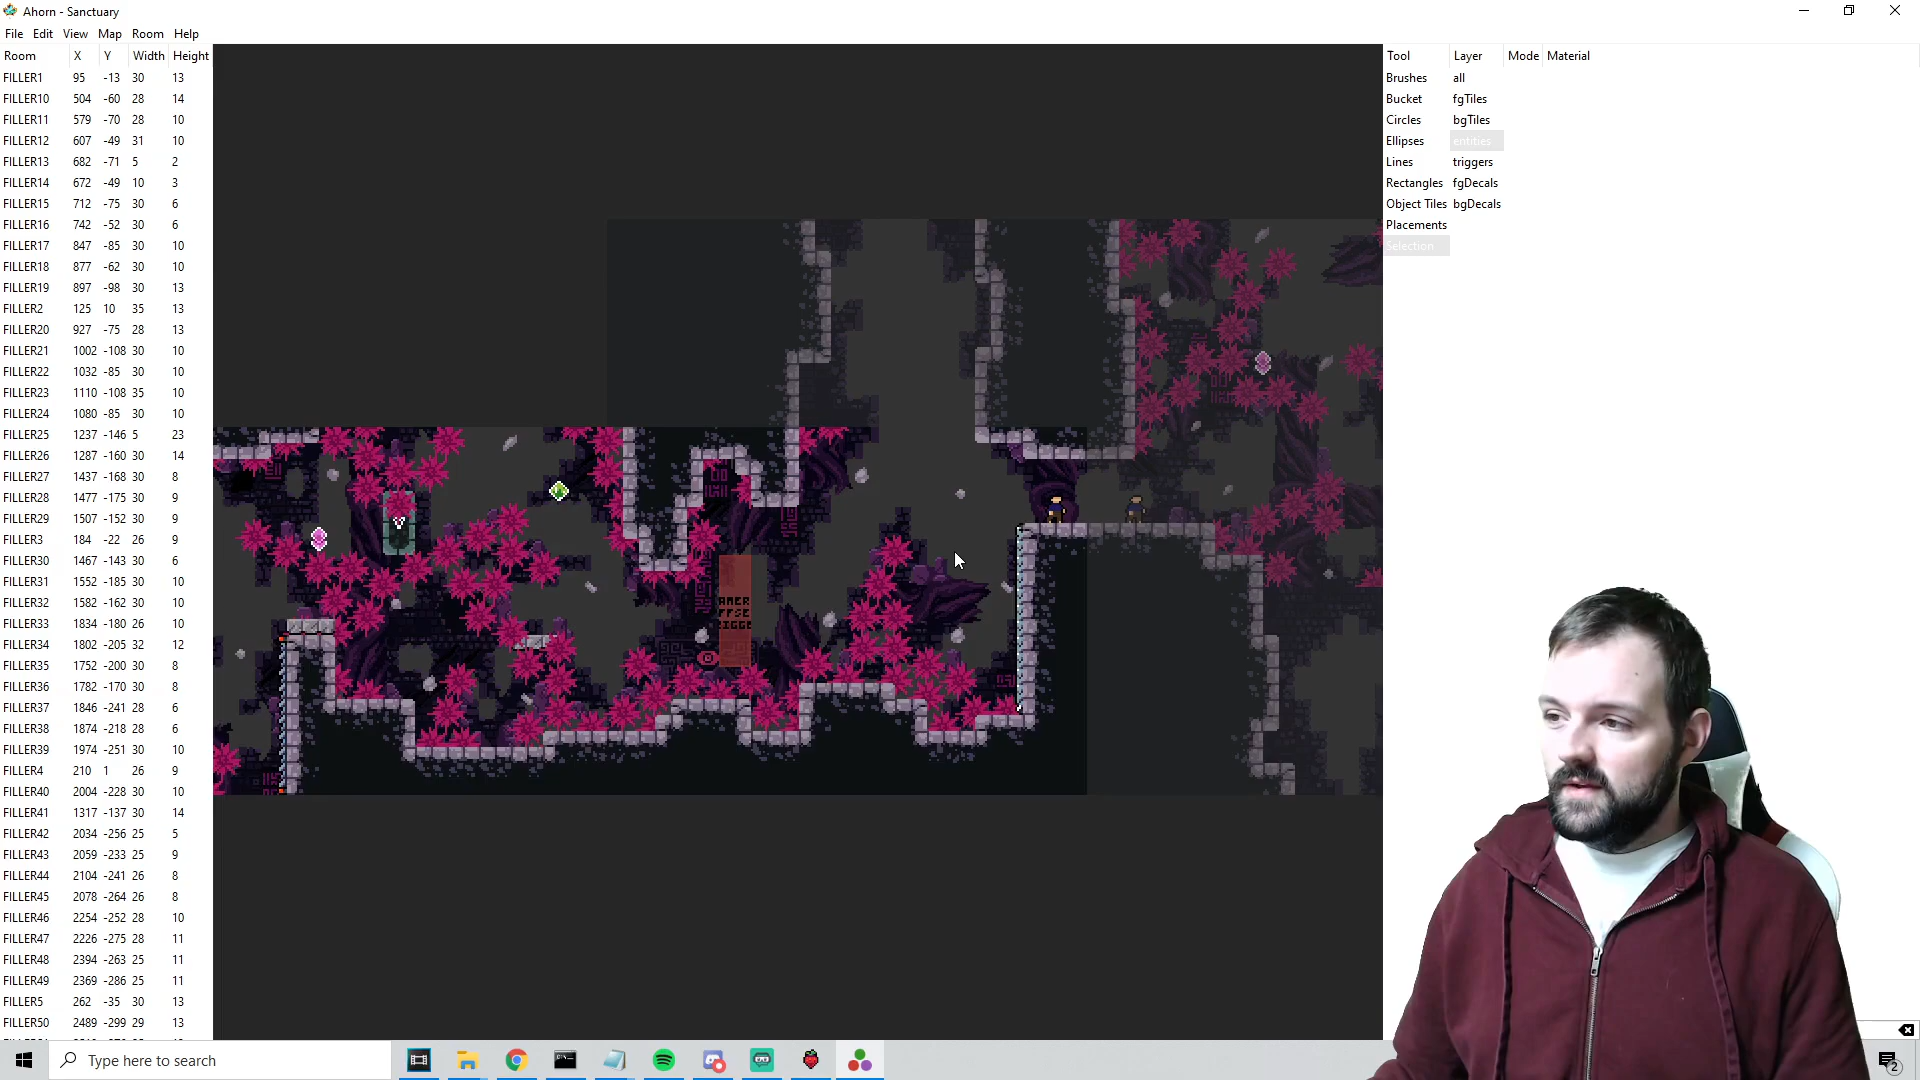 Ahorn - Sanctuary
File Edit View Map Room Help
Room X Y Width Height
FILLER1 95 -13 30 13
FILLER10 504 -60 28 14
FILLER11 579 -70 28 10
FILLER12 607 -49 31 10
FILLER13 682 -71 5 2
FILLER14 672 -49 10 3
FILLER15 712 -75 30 6
FILLER16 742 -52 30 6
FILLER17 847 -85 30 10
FILLER18 877 -62 30 10
FILLER19 897 -98 30 13
FILLER2 125 10 35 13
FILLER20 927 -75 28 13
FILLER21 1002 -108 30 10
FILLER22 1032 -85 30 10
FILLER23 1110 -108 35 10
FILLER24 1080 -85 30 10
FILLER25 1237 -146 5 23
FILLER26 1287 -160 30 14
FILLER27 1437 -168 30 8
FILLER28 1477 -175 30 9
FILLER29 1507 -152 30 9
FILLER3 184 -22 26 9
FILLER30 1467 -143 30 6
FILLER31 1552 -185 30 10
FILLER32 1582 -162 30 10
FILLER33 1834 -180 26 10
FILLER34 1802 -205 32 12
FILLER35 1752 -200 30 8
FILLER36 1782 -170 30 8
FILLER37 1846 -241 28 6
FILLER38 1874 -218 28 6
FILLER39 1974 -251 30 10
FILLER4 210 1 26 9
FILLER40 2004 -228 30 10
FILLER41 1317 -137 30 14
FILLER42 2034 -256 25 5
FILLER43 2059 -233 25 9
FILLER44 2104 -241 26 8
FILLER45 2078 -264 26 8
FILLER46 2254 -252 28 10
FILLER47 2226 -275 28 11
FILLER48 2394 -263 25 11
FILLER49 2369 -286 25 11
FILLER5 262 -35 30 13
FILLER50 2489 -299 29 13
Tool Layer Mode Material
Brushes all
Bucket fgTiles
Circles bgTiles
Ellipses entities
Lines triggers
Rectangles fgDecals
Object Tiles bgDecals
Placements
Selection
Type here to search
2